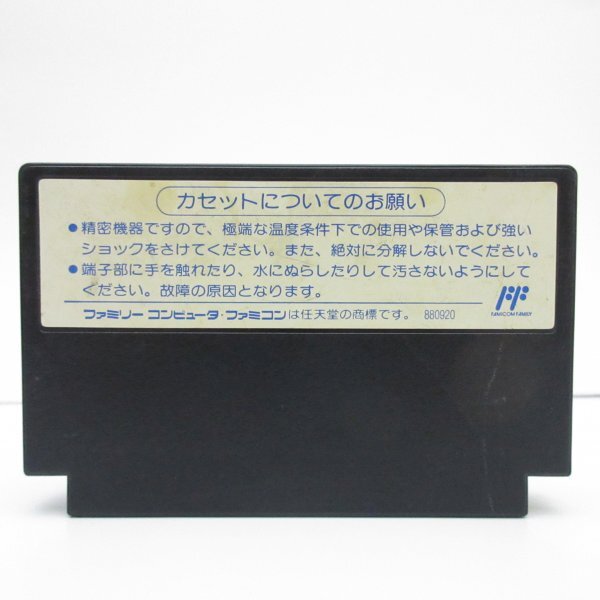 カセットについてのお願い
●精密機器ですので、極端な温度条件下での使用や保管および強い
ショックをさけてください。また、絶対に分解しないでください。
●端子部に手を触れたり、水にぬらしたりして汚さないようにして
ください。故障の原因となります。
ファミリー コンピュータ・ファミコンは任天堂の商標です。 880920
FF
FAMICOM FAMILY